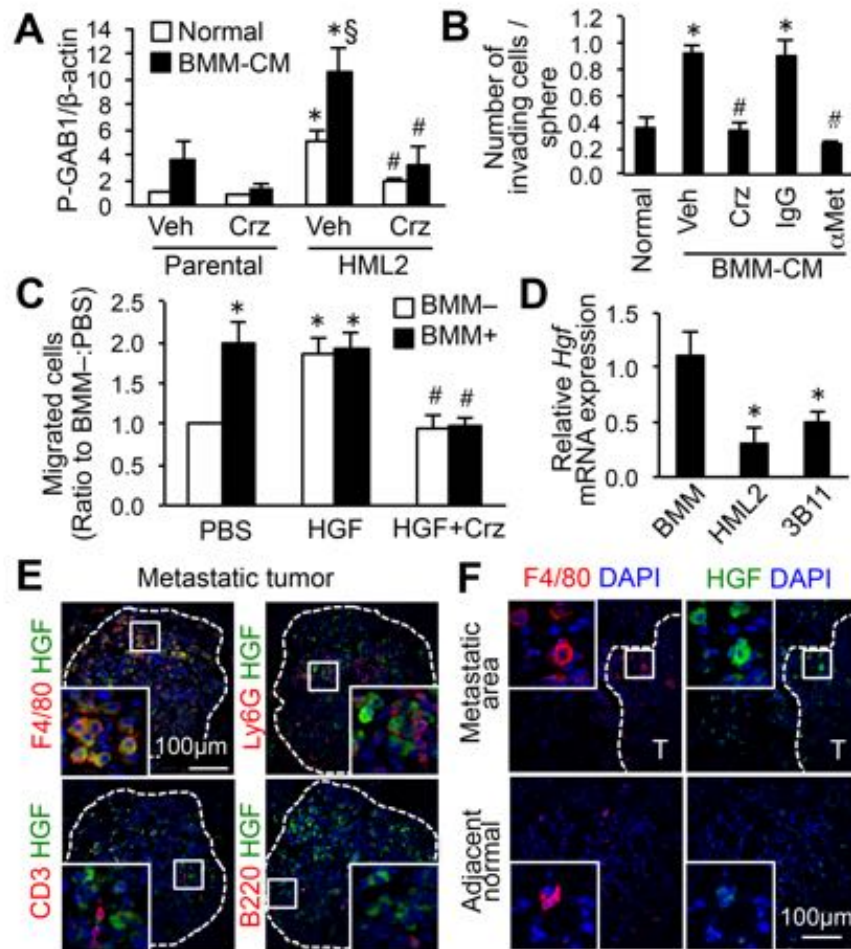 A
Normal
BMM-CM
P-GAB1/β-actin
14
12
10
8
6
4
2
0
*
*§
#
#
Veh Crz Veh Crz
Parental HML2
B
Number of
invading cells /
sphere
1.2
1.0
0.8
0.6
0.4
0.2
0.0
*
#
*
#
Normal
Veh
Crz
IgG
αMet
BMM-CM
C
Migrated cells
(Ratio to BMM–:PBS)
2.5
2.0
1.5
1.0
0.5
0.0
BMM–
BMM+
*
* *
# #
PBS HGF HGF+Crz
D
Relative Hgf
mRNA expression
1.5
1.0
0.5
0.0
*
*
BMM
HML2
3B11
E
Metastatic tumor
F4/80 HGF
100µm
Ly6G HGF
CD3 HGF
B220 HGF
F
F4/80 DAPI
HGF DAPI
Metastatic
area
T
T
Adjacent
normal
100µm